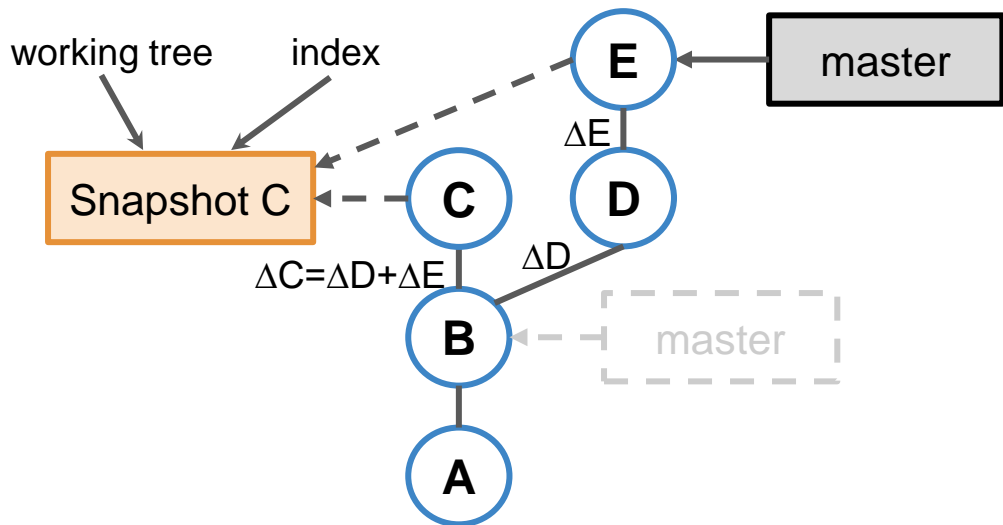 working tree
index
E
master
ΔE
Snapshot C
C
D
ΔC=ΔD+ΔE
ΔD
B
master
A